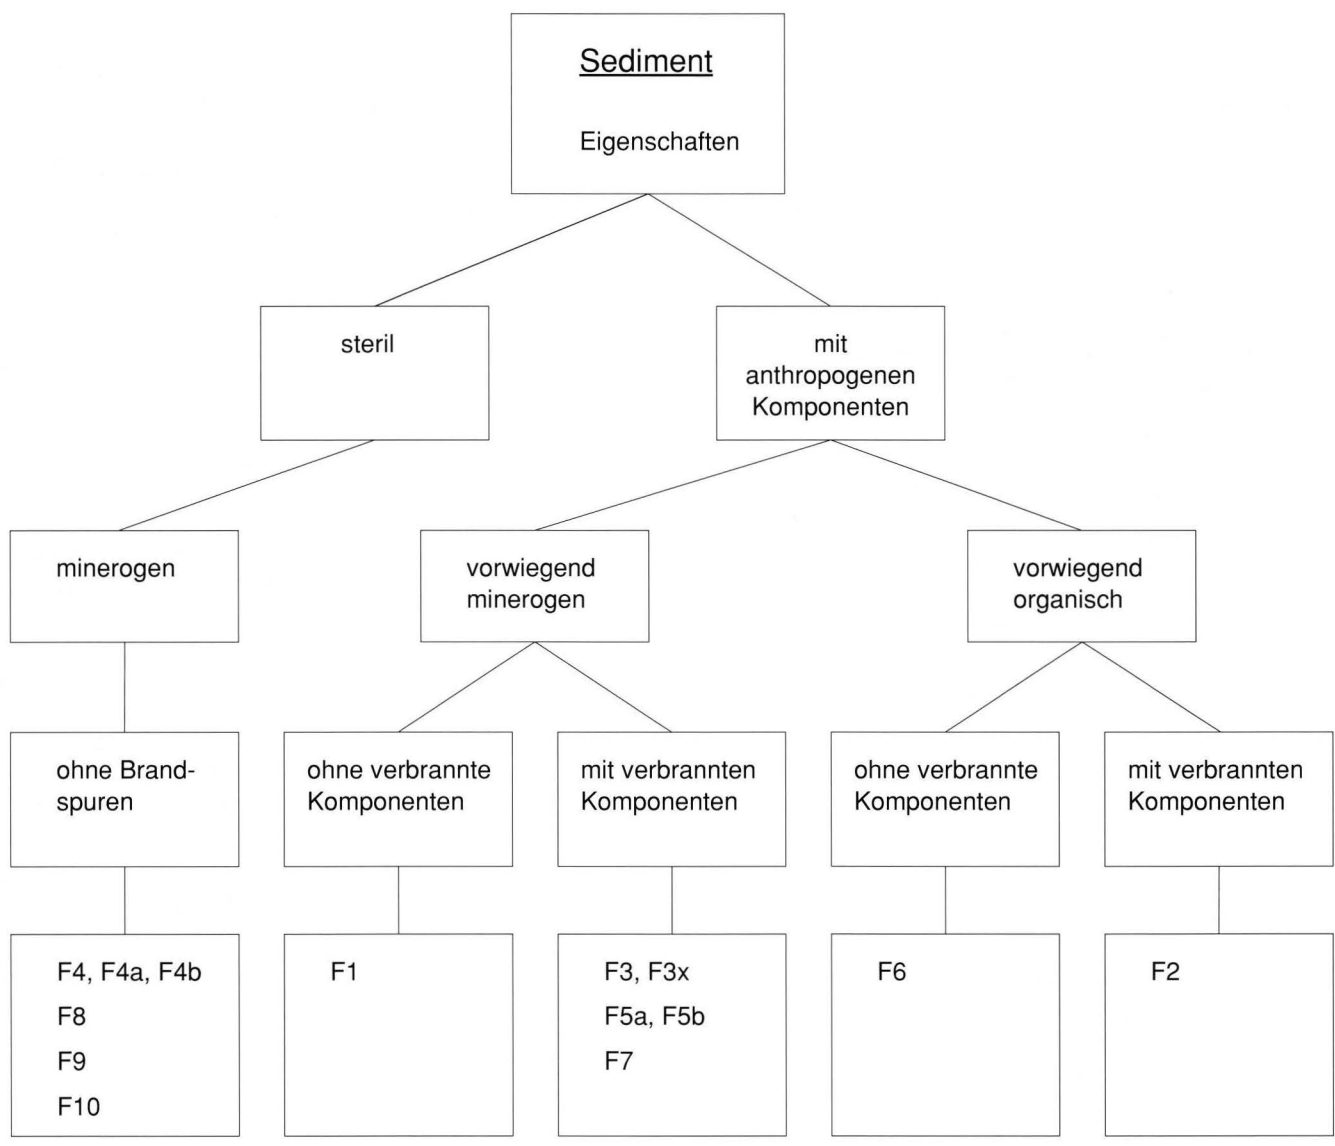 Sediment
Eigenschaften
steril
mit
anthropogenen
Komponenten
minerogen
vorwiegend
minerogen
vorwiegend
organisch
ohne Brand-
spuren
ohne verbrannte
Komponenten
mit verbrannten
Komponenten
ohne verbrannte
Komponenten
mit verbrannten
Komponenten
F4, F4a, F4b
F8
F9
F10
F1
F3, F3x
F5a, F5b
F7
F6
F2